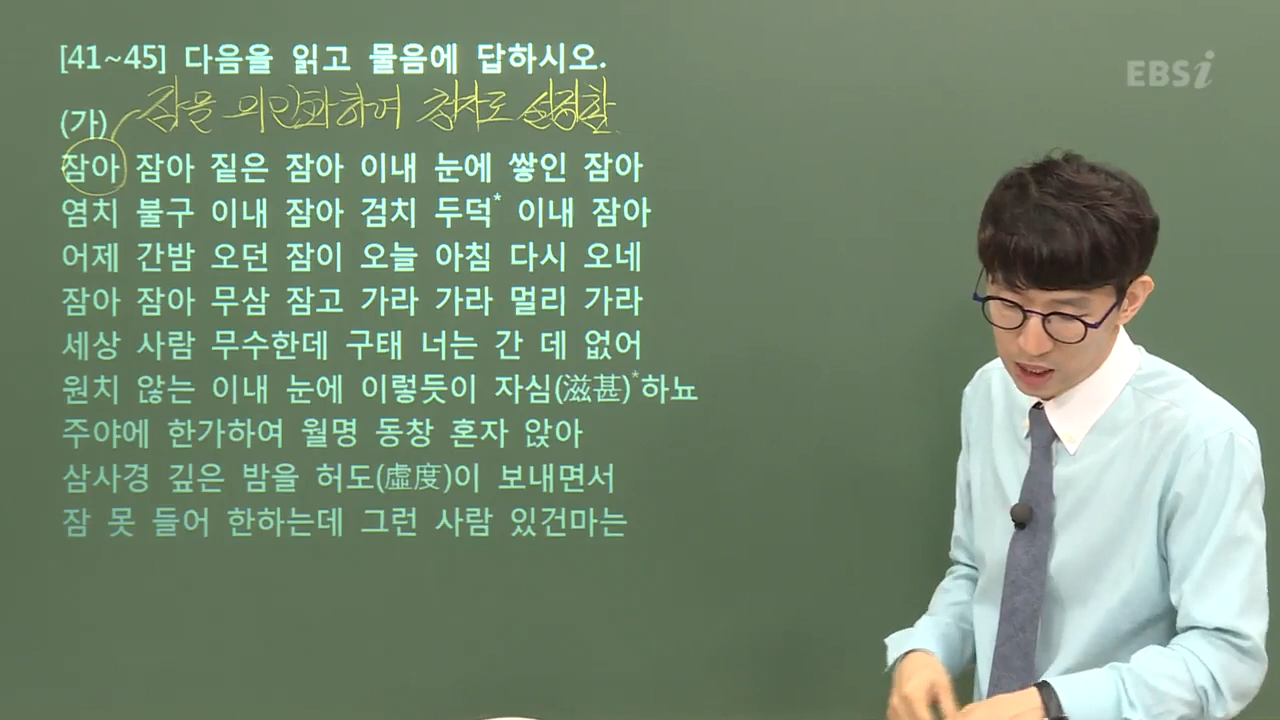 [41~45] 다음을 읽고 물음에 답하시오.
EBSi
(가)
잠을 의인화하여 청자로 설정함
잠아 잠아 짙은 잠아 이내 눈에 쌓인 잠아
염치 불구 이내 잠아 검치 두덕* 이내 잠아
어제 간밤 오던 잠이 오늘 아침 다시 오네
잠아 잠아 무삼 잠고 가라 가라 멀리 가라
세상 사람 무수한데 구태 너는 간 데 없어
원치 않는 이내 눈에 이렇듯이 자심(滋甚)*하뇨
주야에 한가하여 월명 동창 혼자 앉아
삼사경 깊은 밤을 허도(虛度)이 보내면서
잠 못 들어 한하는데 그런 사람 있건마는